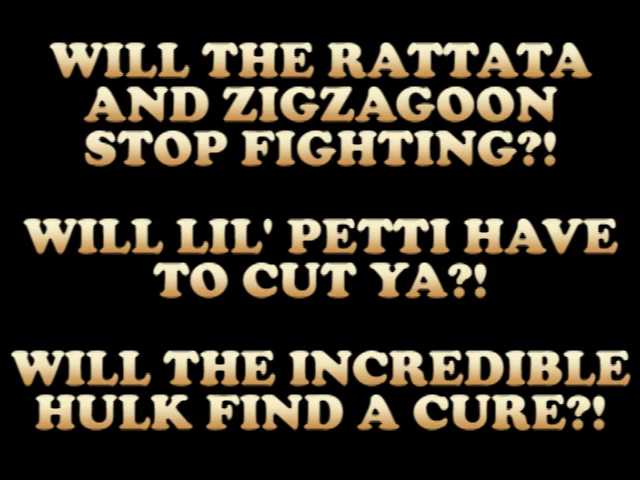 WILL THE RATTATA
AND ZIGZAGOON
STOP FIGHTING?!
WILL LIL' PETTI HAVE
TO CUT YA?!
WILL THE INCREDIBLE
HULK FIND A CURE?!